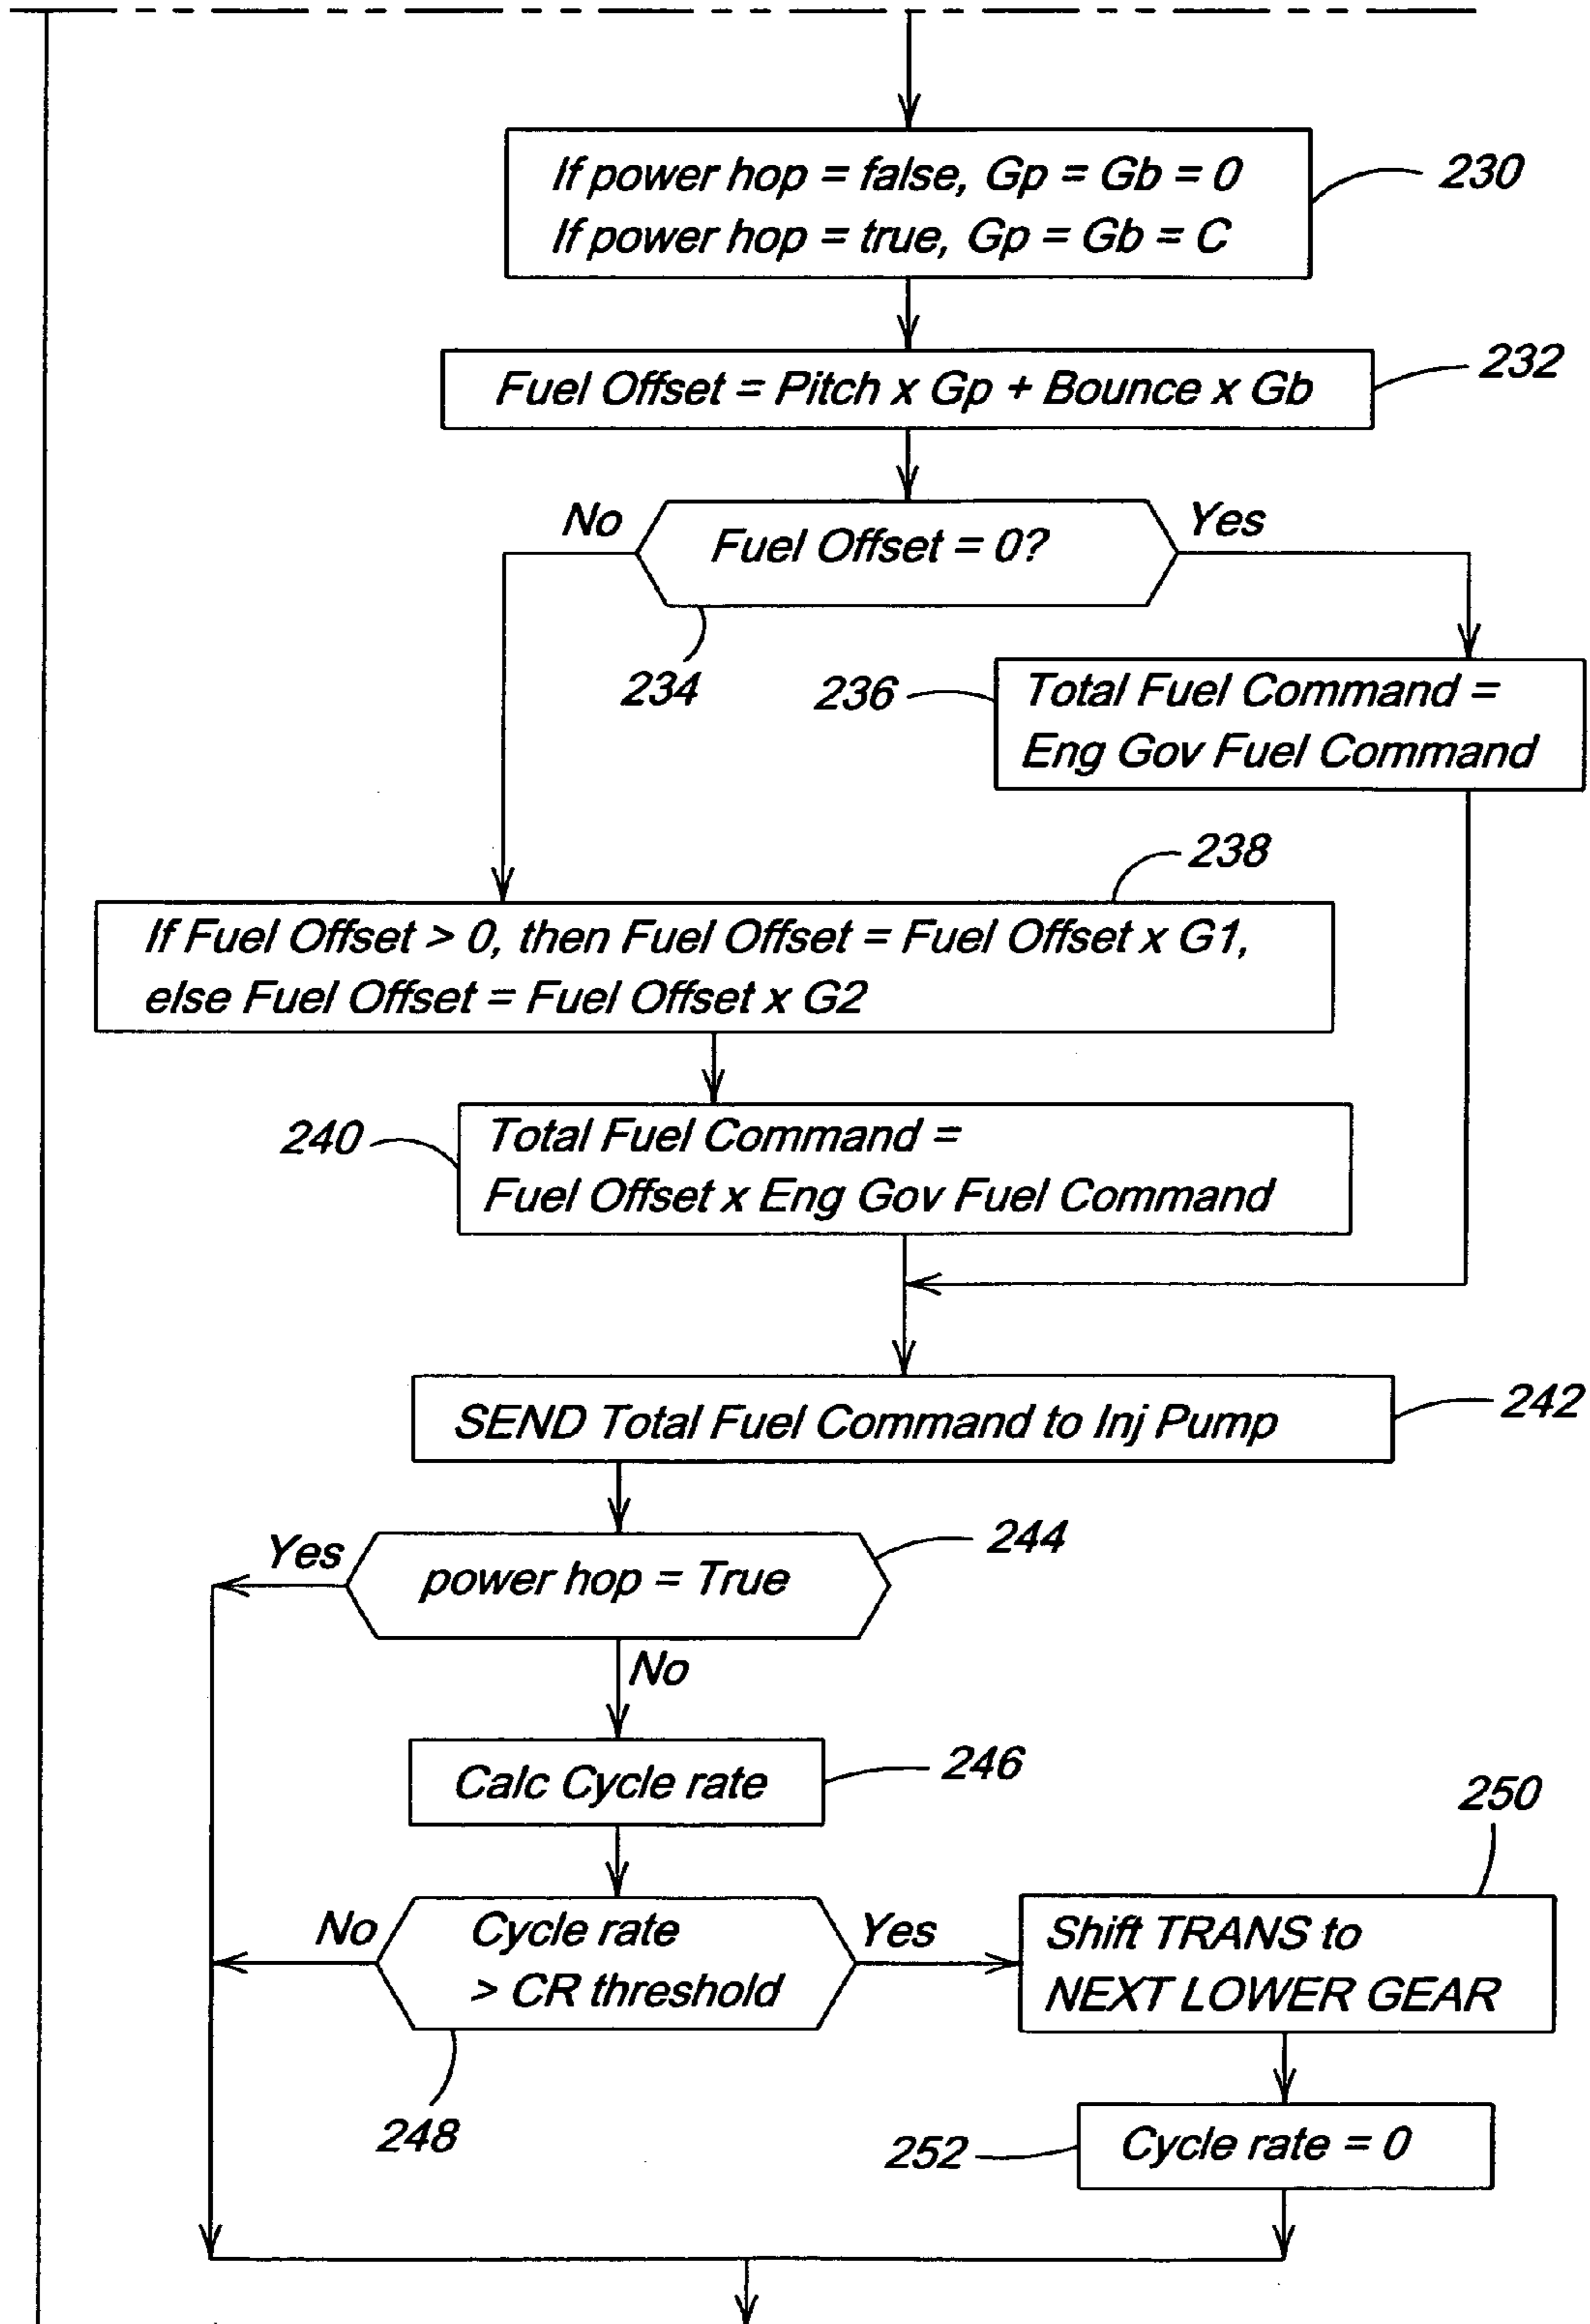 If power hop = false, Gp = Gb = 0
If power hop = true, Gp = Gb = C
230
Fuel Offset = Pitch x Gp + Bounce x Gb
232
No
Fuel Offset = 0?
Yes
234
236
Total Fuel Command =
Eng Gov Fuel Command
238
If Fuel Offset > 0, then Fuel Offset = Fuel Offset x G1,
else Fuel Offset = Fuel Offset x G2
240
Total Fuel Command =
Fuel Offset x Eng Gov Fuel Command
SEND Total Fuel Command to Inj Pump
242
Yes
power hop = True
244
No
Calc Cycle rate
246
250
No
Cycle rate
> CR threshold
Yes
Shift TRANS to
NEXT LOWER GEAR
248
252
Cycle rate = 0